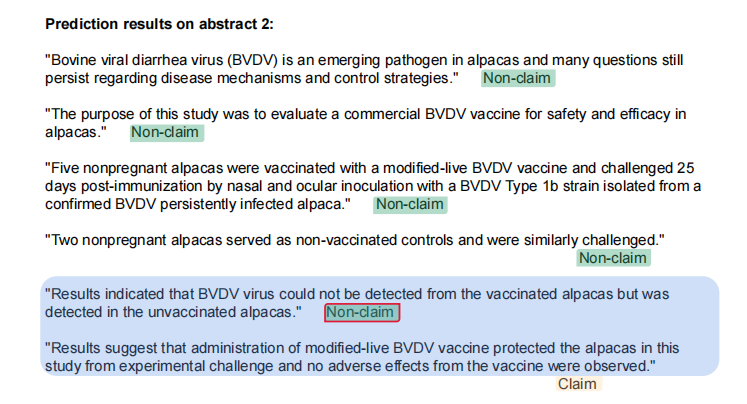 Prediction results on abstract 2:
"Bovine viral diarrhea virus (BVDV) is an emerging pathogen in alpacas and many questions still
persist regarding disease mechanisms and control strategies." Non-claim
"The purpose of this study was to evaluate a commercial BVDV vaccine for safety and efficacy in
alpacas." Non-claim
"Five nonpregnant alpacas were vaccinated with a modified-live BVDV vaccine and challenged 25
days post-immunization by nasal and ocular inoculation with a BVDV Type 1b strain isolated from a
confirmed BVDV persistently infected alpaca." Non-claim
"Two nonpregnant alpacas served as non-vaccinated controls and were similarly challenged."
Non-claim
"Results indicated that BVDV virus could not be detected from the vaccinated alpacas but was
detected in the unvaccinated alpacas." Non-claim
"Results suggest that administration of modified-live BVDV vaccine protected the alpacas in this
study from experimental challenge and no adverse effects from the vaccine were observed."
Claim